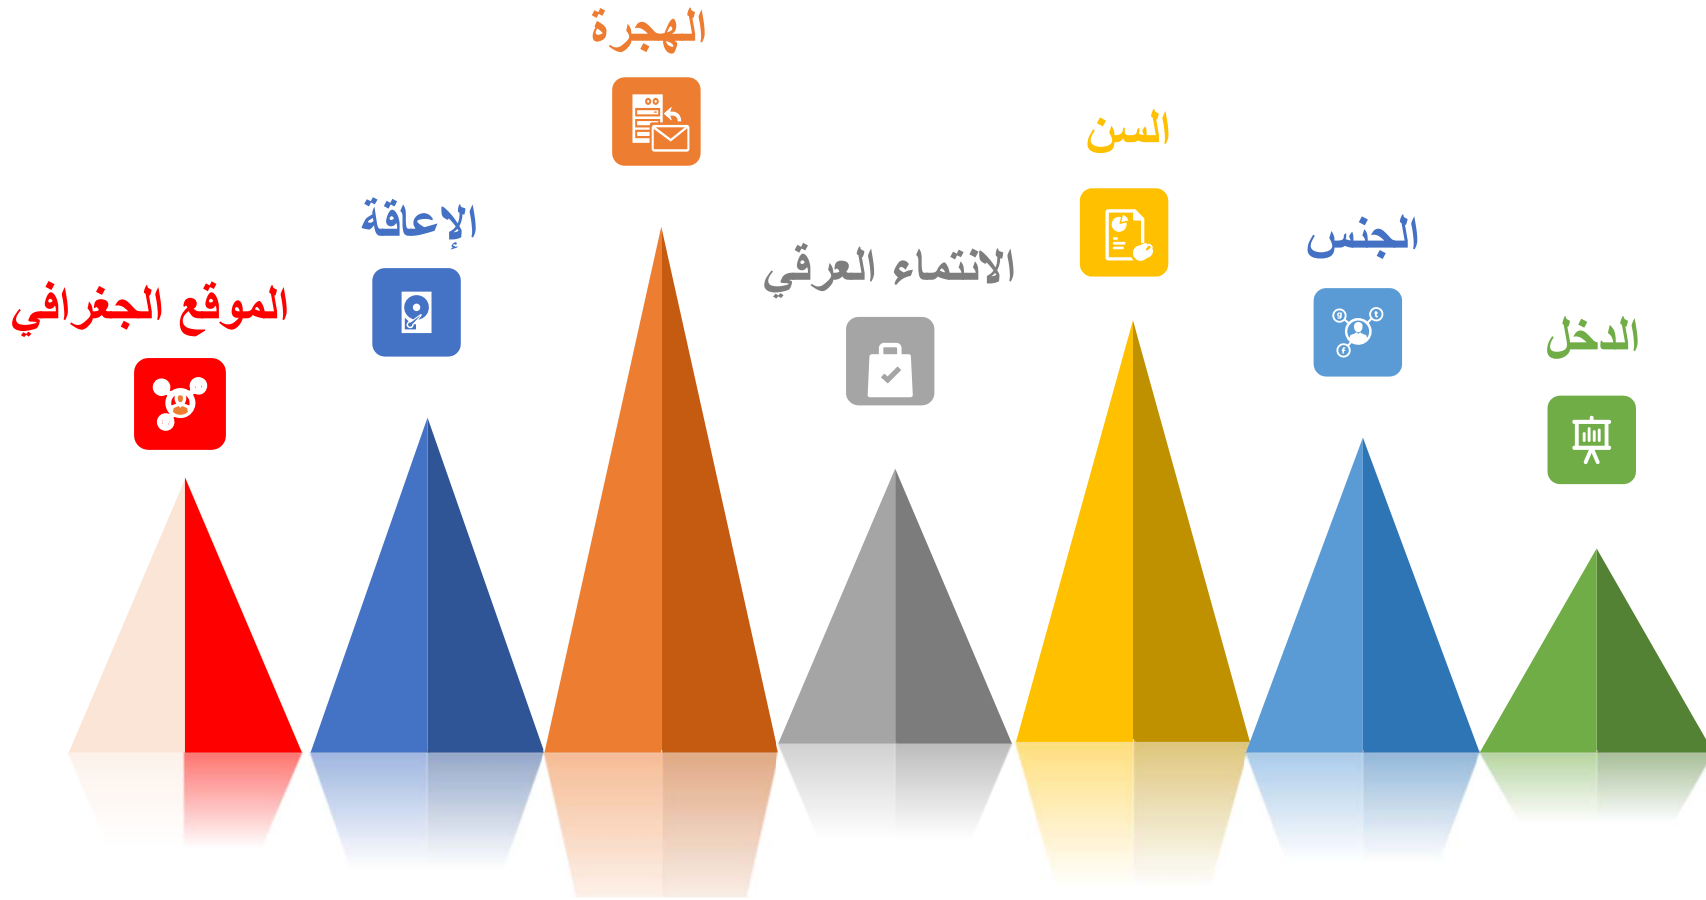 الدخل
الجنس
السن
الانتماء العرقي
الهجرة
الإعاقة
الموقع الجغرافي